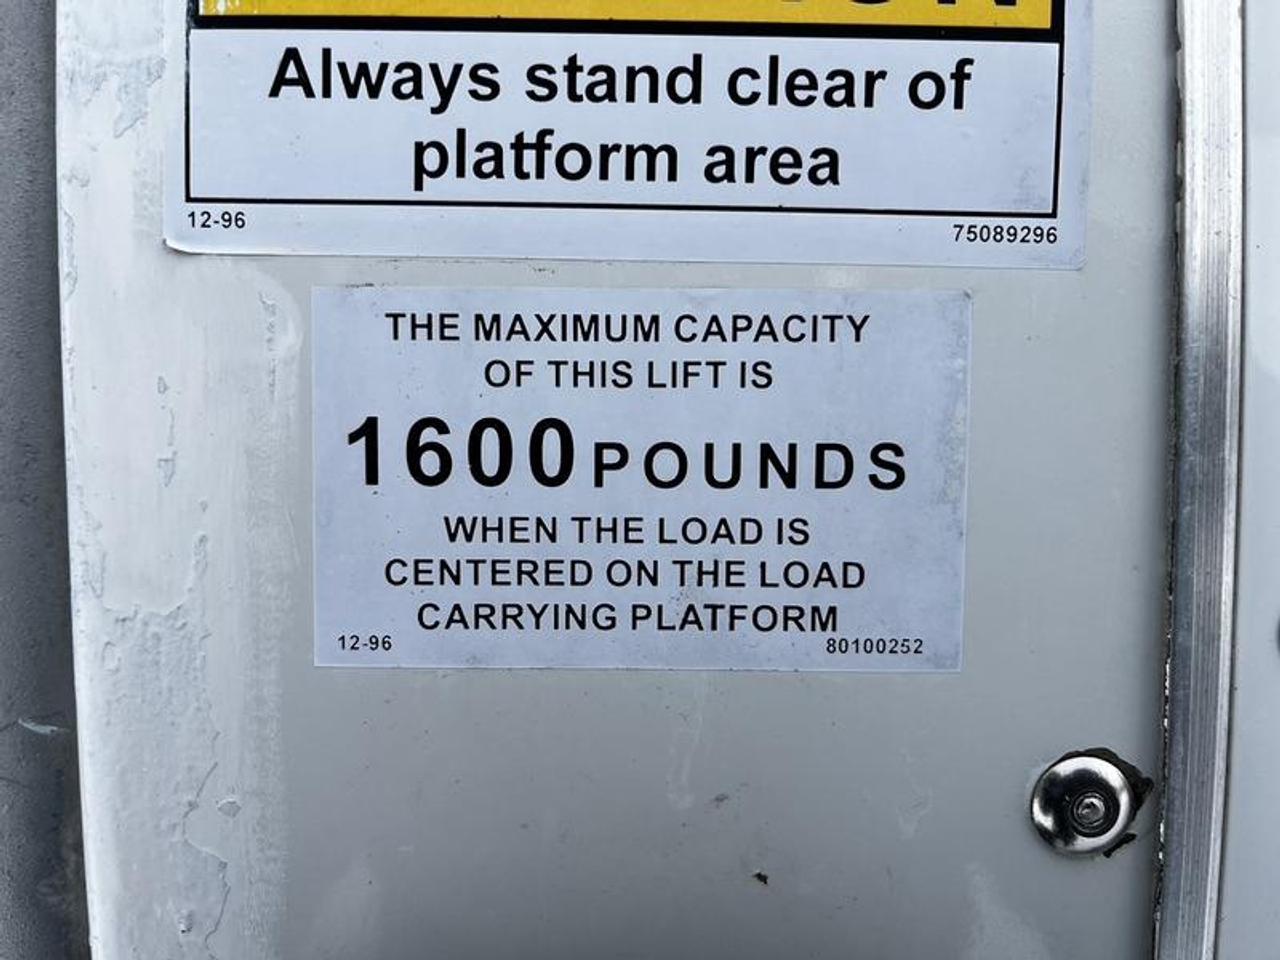 Always stand clear of
platform area
12-96 75089296
THE MAXIMUM CAPACITY
OF THIS LIFT IS
1600 POUNDS
WHEN THE LOAD IS
CENTERED ON THE LOAD
CARRYING PLATFORM
12-96 80100252